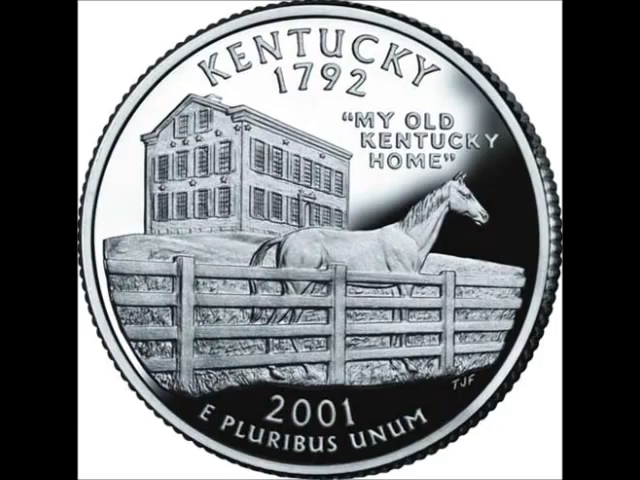 KENTUCKY
1792
"MY OLD
KENTUCKY
HOME"
TJF
2001
E PLURIBUS UNUM